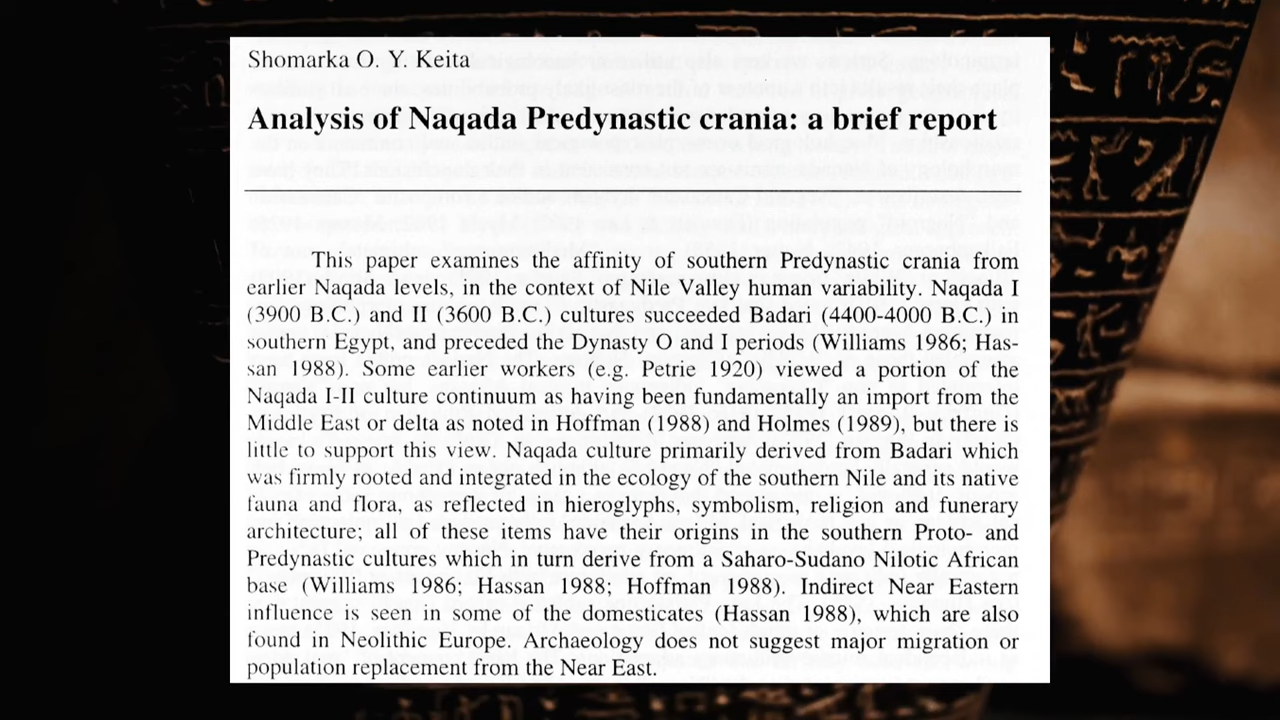 Shomarka O. Y. Keita
Analysis of Naqada Predynastic crania: a brief report
This paper examines the affinity of southern Predynastic crania from
earlier Naqada levels, in the context of Nile Valley human variability. Naqada I
(3900 B.C.) and II (3600 B.C.) cultures succeeded Badari (4400-4000 B.C.) in
southern Egypt, and preceded the Dynasty O and I periods (Williams 1986; Has-
san 1988). Some earlier workers (e.g. Petrie 1920) viewed a portion of the
Naqada I-II culture continuum as having been fundamentally an import from the
Middle East or delta as noted in Hoffman (1988) and Holmes (1989), but there is
little to support this view. Naqada culture primarily derived from Badari which
was firmly rooted and integrated in the ecology of the southern Nile and its native
fauna and flora, as reflected in hieroglyphs, symbolism, religion and funerary
architecture; all of these items have their origins in the southern Proto- and
Predynastic cultures which in turn derive from a Saharo-Sudano Nilotic African
base (Williams 1986; Hassan 1988; Hoffman 1988). Indirect Near Eastern
influence is seen in some of the domesticates (Hassan 1988), which are also
found in Neolithic Europe. Archaeology does not suggest major migration or
population replacement from the Near East.